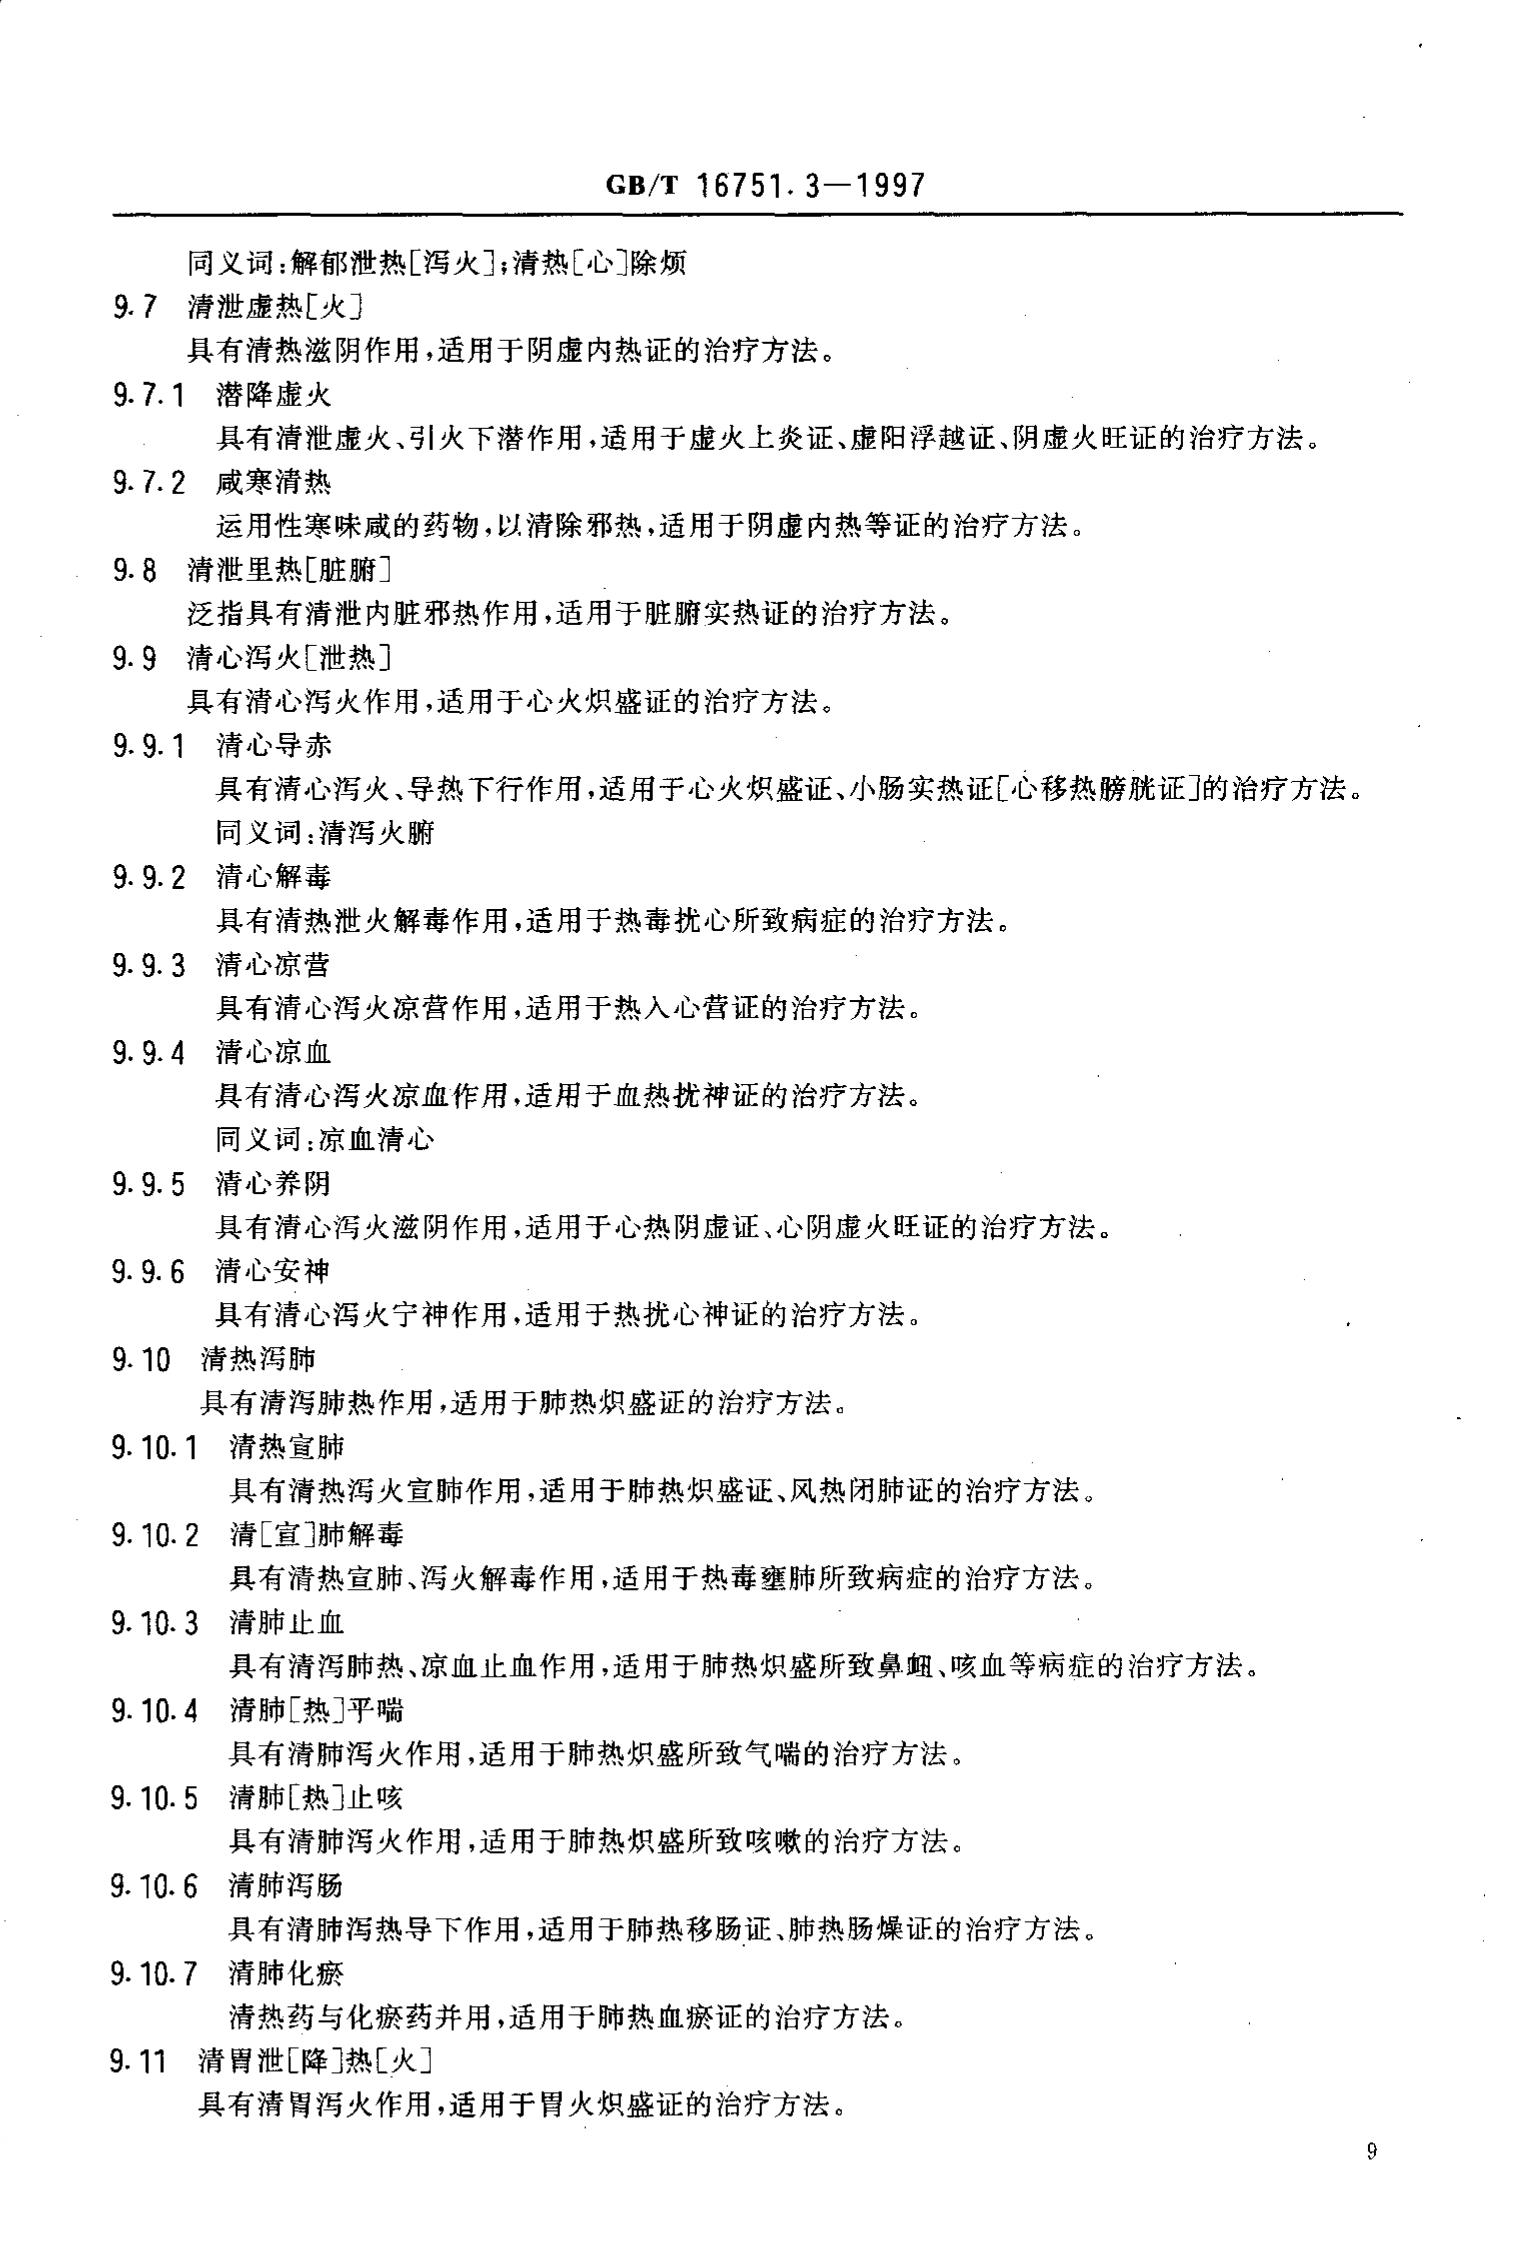 GB/T 16751.3—1997
同义词:解郁泄热[泻火];清热[心]除烦
9.7 清泄虚热[火]
具有清热滋阴作用,适用于阴虚内热证的治疗方法。
9.7.1 潜降虚火
具有清泄虚火、引火下潜作用,适用于虚火上炎证、虚阳浮越证、阴虚火旺证的治疗方法。
9.7.2 咸寒清热
运用性寒味咸的药物,以清除邪热,适用于阴虚内热等证的治疗方法。
9.8 清泄里热[脏腑]
泛指具有清泄内脏邪热作用,适用于脏腑实热证的治疗方法。
9.9 清心泻火[泄热]
具有清心泻火作用,适用于心火炽盛证的治疗方法。
9.9.1 清心导赤
具有清心泻火、导热下行作用,适用于心火炽盛证、小肠实热证[心移热膀胱证]的治疗方法。
同义词:清泻火腑
9.9.2 清心解毒
具有清热泄火解毒作用,适用于热毒扰心所致病症的治疗方法。
9.9.3 清心凉营
具有清心泻火凉营作用,适用于热入心营证的治疗方法。
9.9.4 清心凉血
具有清心泻火凉血作用,适用于血热扰神证的治疗方法。
同义词:凉血清心
9.9.5 清心养阴
具有清心泻火滋阴作用,适用于心热阴虚证、心阴虚火旺证的治疗方法。
9.9.6 清心安神
具有清心泻火宁神作用,适用于热扰心神证的治疗方法。
9.10 清热泻肺
具有清泻肺热作用,适用于肺热炽盛证的治疗方法。
9.10.1 清热宣肺
具有清热泻火宣肺作用,适用于肺热炽盛证、风热闭肺证的治疗方法。
9.10.2 清[宣]肺解毒
具有清热宣肺、泻火解毒作用,适用于热毒壅肺所致病症的治疗方法。
9.10.3 清肺止血
具有清泻肺热、凉血止血作用,适用于肺热炽盛所致鼻衄、咳血等病症的治疗方法。
9.10.4 清肺[热]平喘
具有清肺泻火作用,适用于肺热炽盛所致气喘的治疗方法。
9.10.5 清肺[热]止咳
具有清肺泻火作用,适用于肺热炽盛所致咳嗽的治疗方法。
9.10.6 清肺泻肠
具有清肺泻热导下作用,适用于肺热移肠证、肺热肠燥证的治疗方法。
9.10.7 清肺化瘀
清热药与化瘀药并用,适用于肺热血瘀证的治疗方法。
9.11 清胃泄[降]热[火]
具有清胃泻火作用,适用于胃火炽盛证的治疗方法。
9